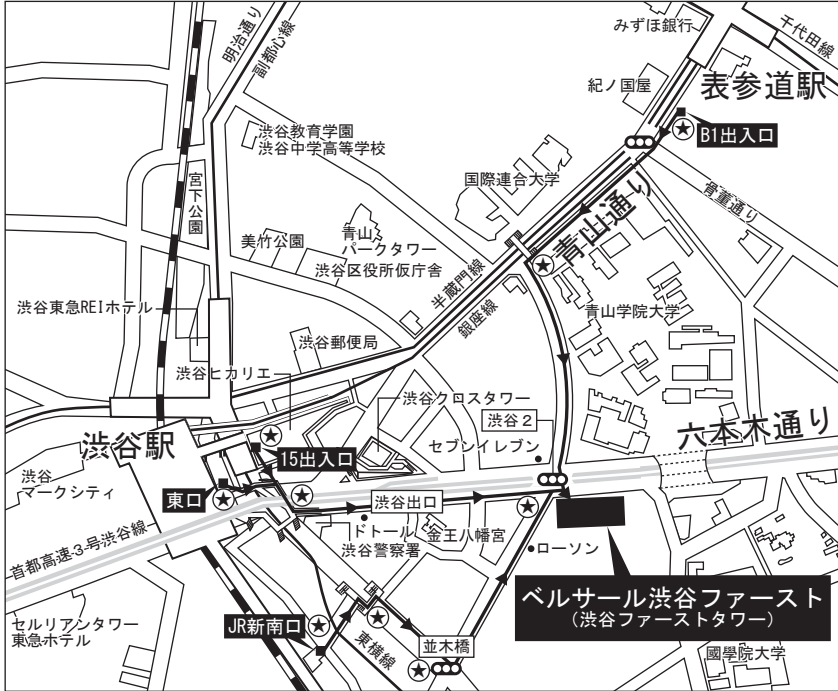 みずほ銀行
千代田線
明治通り
副都心線
紀ノ国屋
表参道駅
B1出入口
渋谷教育学園
渋谷中学高等学校
国際連合大学
宮下公園
青山通り
骨董通り
美竹公園
青山
パークタワー
渋谷区役所仮庁舎
半蔵門線
銀座線
青山学院大学
渋谷東急REIホテル
渋谷郵便局
渋谷ヒカリエ
渋谷クロスタワー
渋谷2
六本木通り
セブンイレブン
渋谷駅
15出入口
渋谷
マークシティ
東口
渋谷出口
首都高速3号渋谷線
ドトール
渋谷警察署
金王八幡宮
ローソン
ベルサール渋谷ファースト
(渋谷ファーストタワー)
セルリアンタワー
東急ホテル
JR新南口
東横線
並木橋
國學院大学